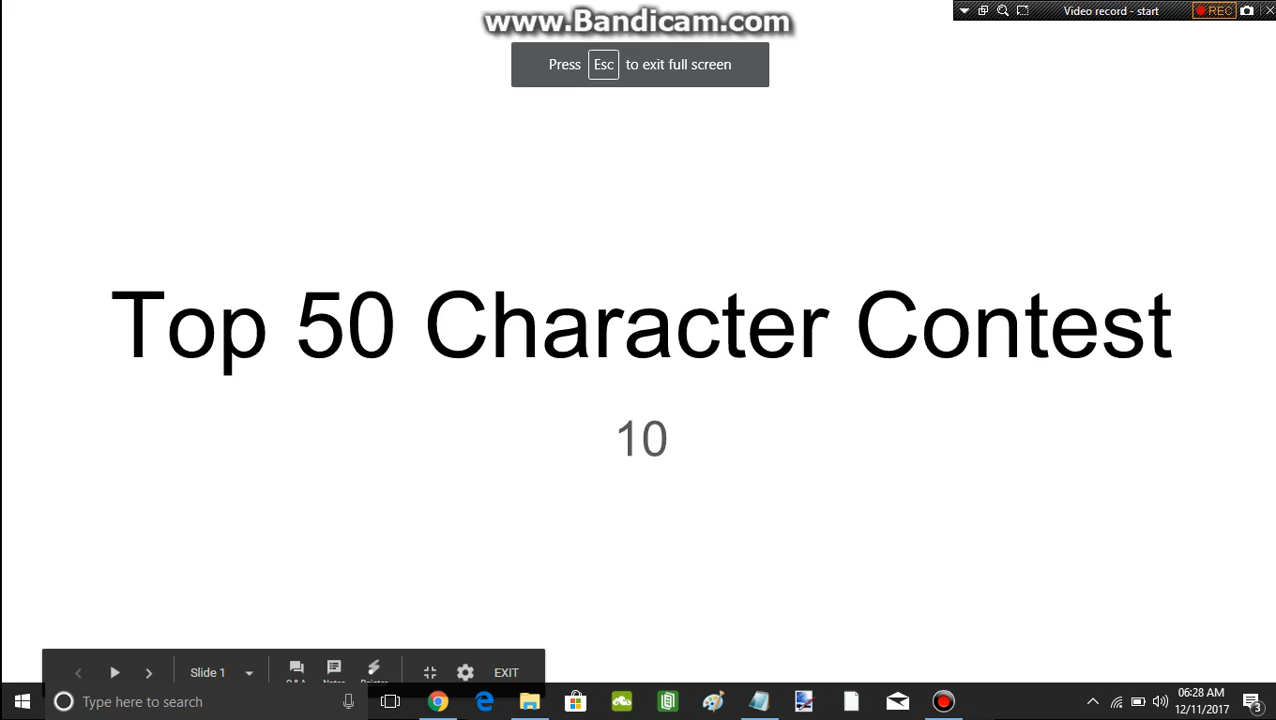 www.Bandicam.com
Video record - start
REC
Press Esc to exit full screen
Top 50 Character Contest
10
Slide 1
EXIT
Type here to search
06:28 AM
12/11/2017
3